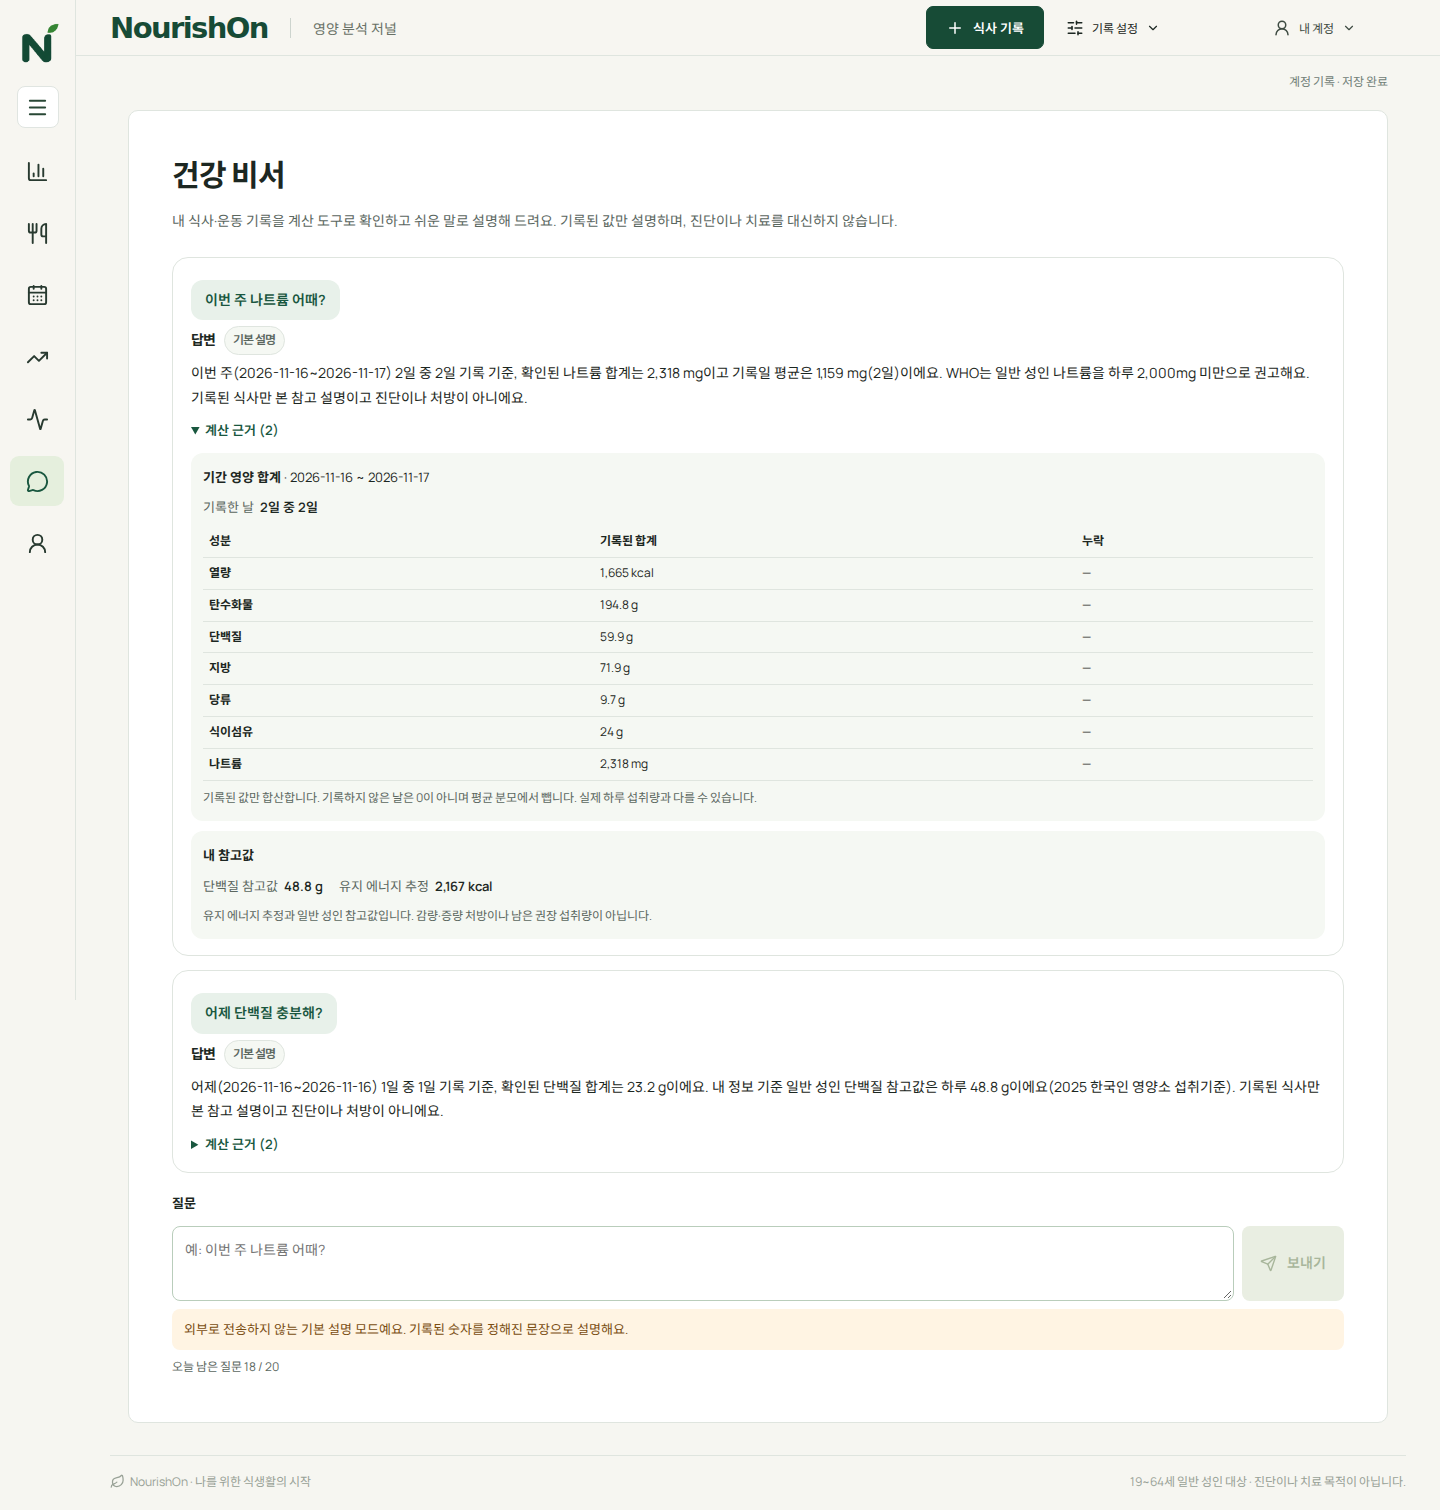 NourishOn
영양 분석 저널
식사 기록
기록 설정
내 계정
계정 기록 · 저장 완료
건강 비서
내 식사·운동 기록을 계산 도구로 확인하고 쉬운 말로 설명해 드려요. 기록된 값만 설명하며, 진단이나 치료를 대신하지 않습니다.
이번 주 나트륨 어때?
답변 기본 설명
이번 주(2026-11-16~2026-11-17) 2일 중 2일 기록 기준, 확인된 나트륨 합계는 2,318 mg이고 기록일 평균은 1,159 mg(2일)이에요. WHO는 일반 성인 나트륨을 하루 2,000mg 미만으로 권고해요.
기록된 식사만 본 참고 설명이고 진단이나 처방이 아니에요.
▼ 계산 근거 (2)
기간 영양 합계 · 2026-11-16 ~ 2026-11-17
기록한 날 2일 중 2일
성분 기록된 합계 누락
열량 1,665 kcal —
탄수화물 194.8 g —
단백질 59.9 g —
지방 71.9 g —
당류 9.7 g —
식이섬유 24 g —
나트륨 2,318 mg —
기록된 값만 합산합니다. 기록하지 않은 날은 0이 아니며 평균 분모에서 뺍니다. 실제 하루 섭취량과 다를 수 있습니다.
내 참고값
단백질 참고값 48.8 g 유지 에너지 추정 2,167 kcal
유지 에너지 추정과 일반 성인 참고값입니다. 감량·증량 처방이나 남은 권장 섭취량이 아닙니다.
어제 단백질 충분해?
답변 기본 설명
어제(2026-11-16~2026-11-16) 1일 중 1일 기록 기준, 확인된 단백질 합계는 23.2 g이에요. 내 정보 기준 일반 성인 단백질 참고값은 하루 48.8 g이에요(2025 한국인 영양소 섭취기준). 기록된 식사만
본 참고 설명이고 진단이나 처방이 아니에요.
▶ 계산 근거 (2)
질문
예: 이번 주 나트륨 어때?
보내기
외부로 전송하지 않는 기본 설명 모드예요. 기록된 숫자를 정해진 문장으로 설명해요.
오늘 남은 질문 18 / 20
NourishOn · 나를 위한 식생활의 시작
19~64세 일반 성인 대상 · 진단이나 치료 목적이 아닙니다.